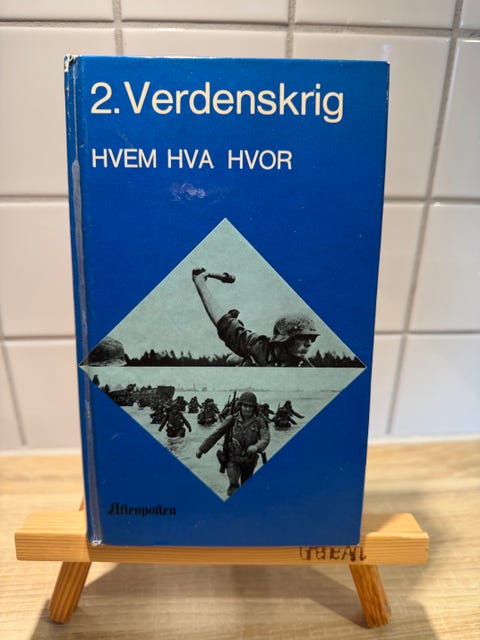 2. Verdenskrig
HVEM HVA HVOR
Aftenposten